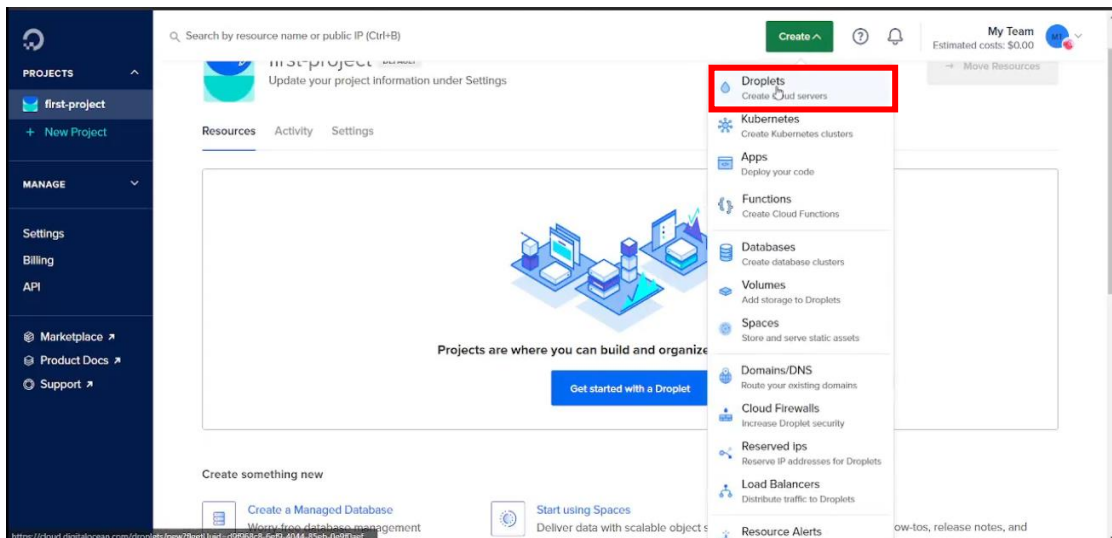 Search by resource name or public IP (Ctrl+B)
Create
My Team
Estimated costs: $0.00
MT
PROJECTS
first-project
+ New Project
MANAGE
Settings
Billing
API
Marketplace
Product Docs
Support
first-project DEFAULT
Update your project information under Settings
→ Move Resources
Resources Activity Settings
Projects are where you can build and organize
Get started with a Droplet
Create something new
Create a Managed Database
Worry-free database management
Start using Spaces
Deliver data with scalable object s
ow-tos, release notes, and
Droplets
Create Cloud servers
Kubernetes
Create Kubernetes clusters
Apps
Deploy your code
Functions
Create Cloud Functions
Databases
Create database clusters
Volumes
Add storage to Droplets
Spaces
Store and serve static assets
Domains/DNS
Route your existing domains
Cloud Firewalls
Increase Droplet security
Reserved ips
Reserve IP addresses for Droplets
Load Balancers
Distribute traffic to Droplets
Resource Alerts